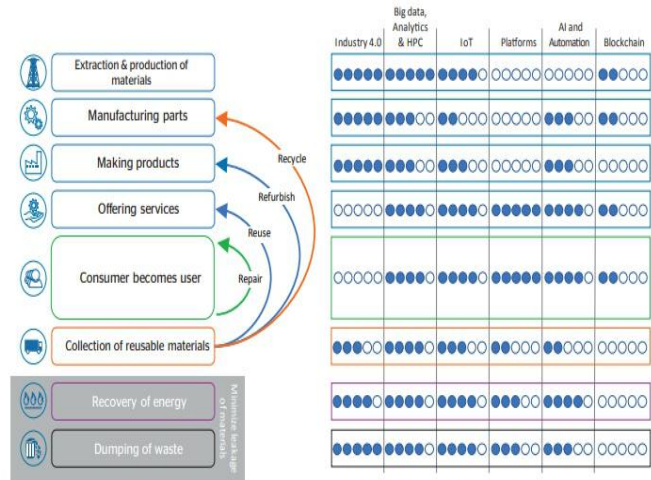 Big data,
Analytics
& HPC
AI and
Automation
Industry 4.0
IoT
Platforms
Blockchain
Extraction & production of
materials
Manufacturing parts
Making products
Offering services
Consumer becomes user
Collection of reusable materials
Recovery of energy
Dumping of waste
Recycle
Refurbish
Reuse
Repair
Minimize leakage
of materials